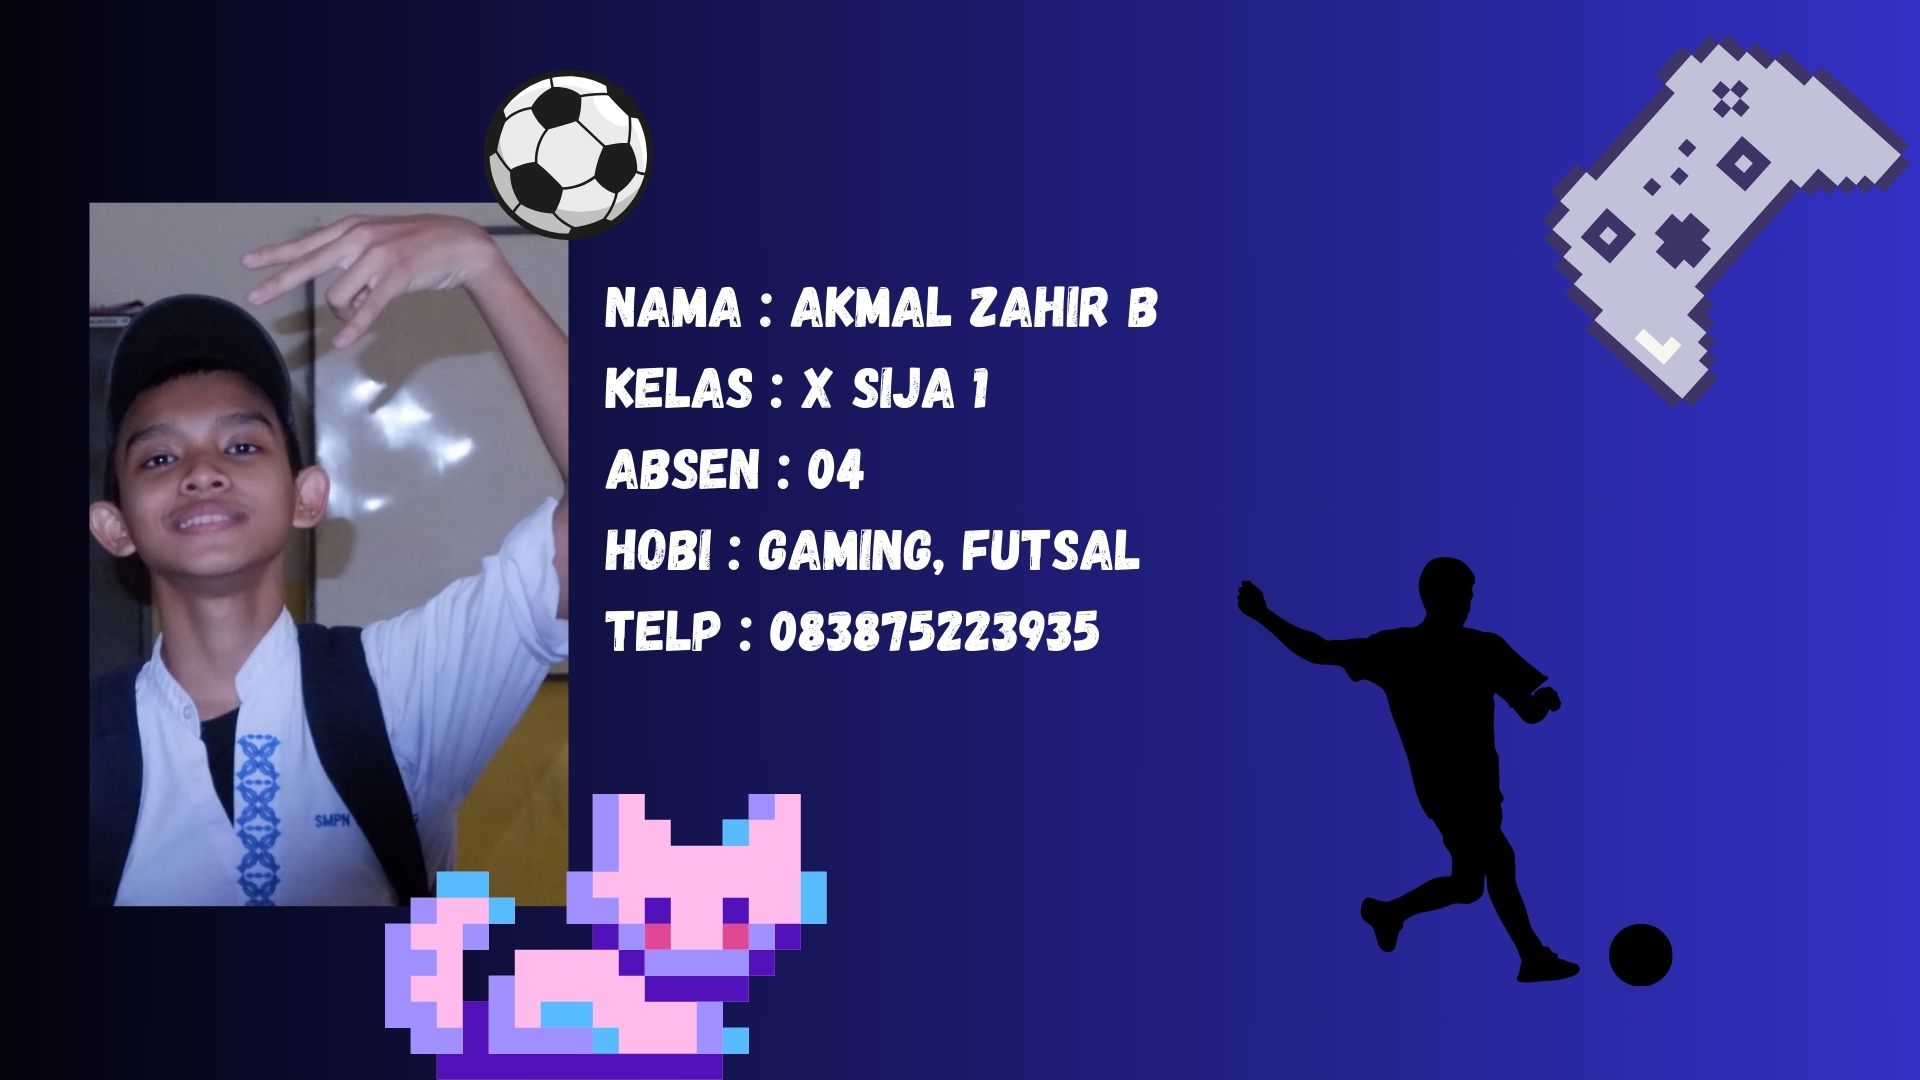 NAMA : AKMAL ZAHIR B
KELAS : X SIJA 1
ABSEN : 04
HOBI : GAMING, FUTSAL
TELP : 083875223935
SMPN